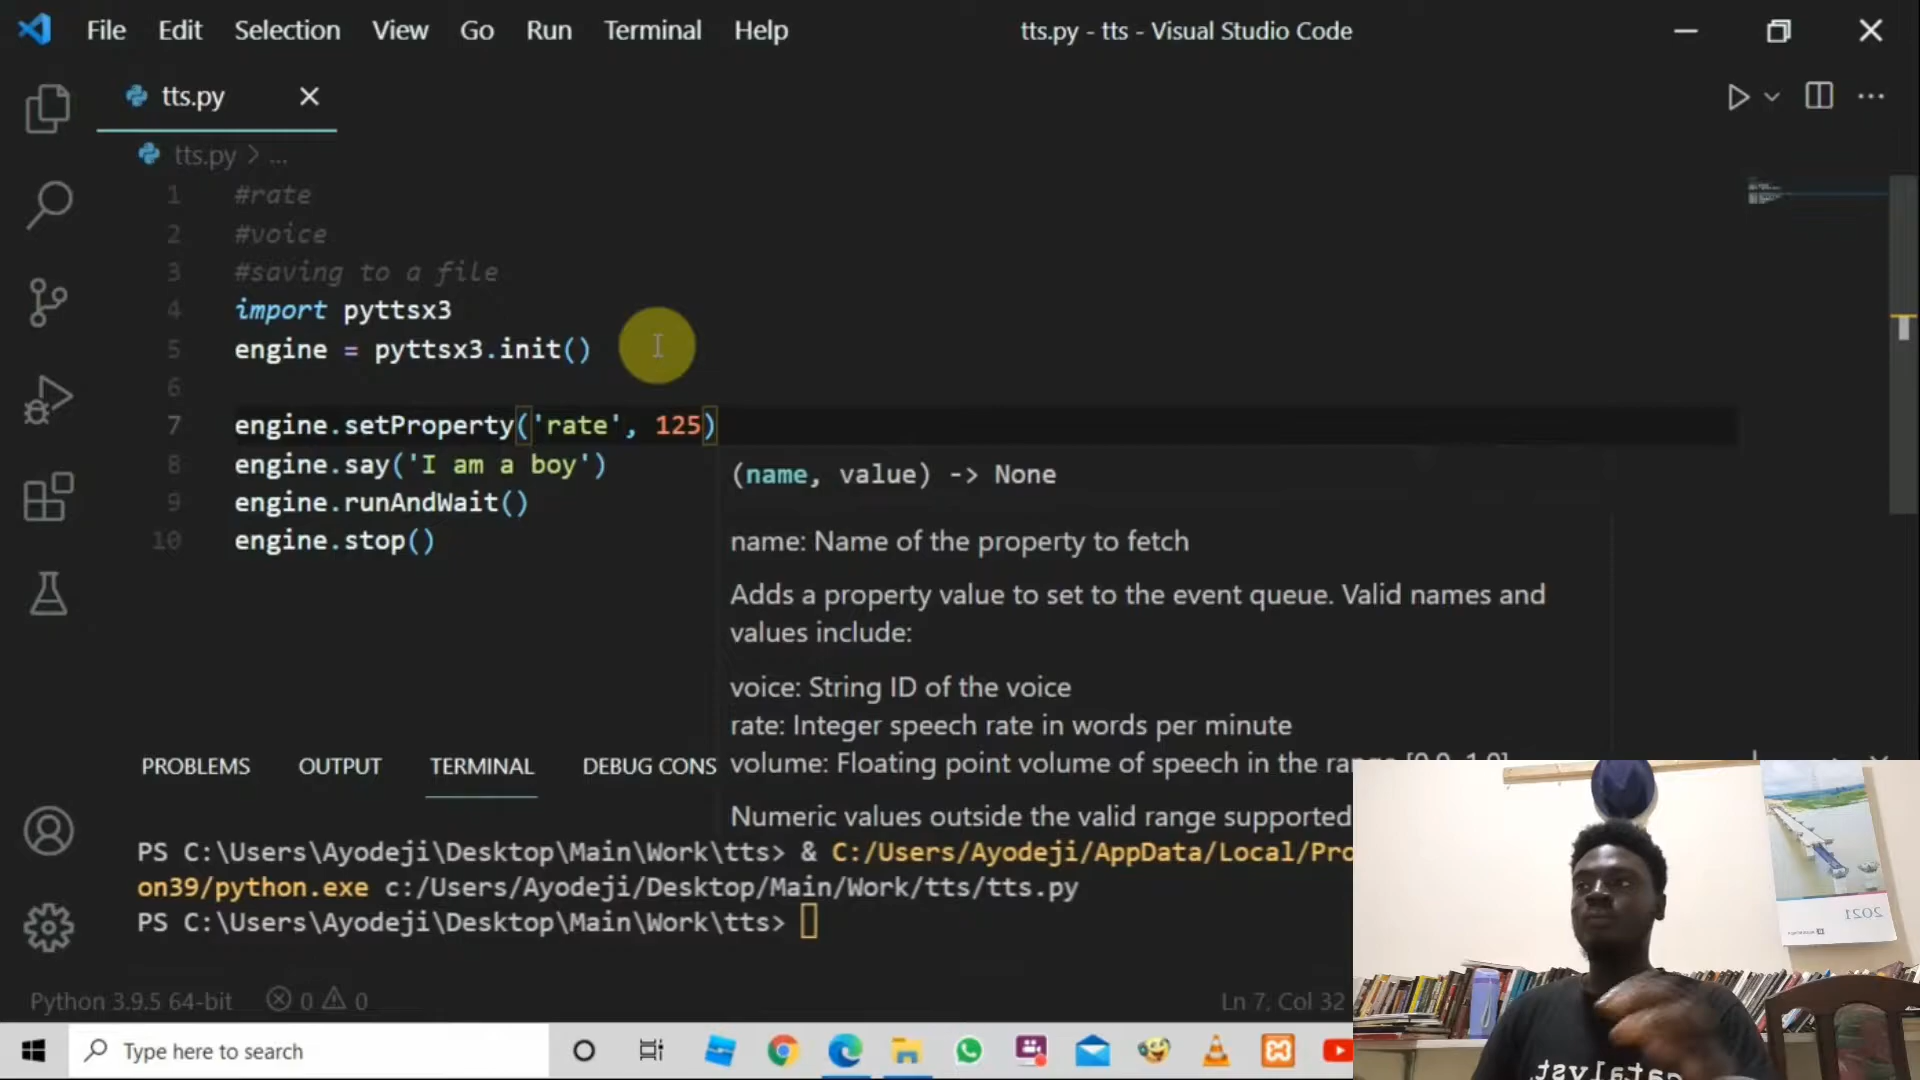 File Edit Selection View Go Run Terminal Help tts.py - tts - Visual Studio Code
tts.py
tts.py > ...
1 #rate
2 #voice
3 #saving to a file
4 import pyttsx3
5 engine = pyttsx3.init()
6
7 engine.setProperty('rate', 125)
8 engine.say('I am a boy')
9 engine.runAndWait()
10 engine.stop()
(name, value) -> None
name: Name of the property to fetch
Adds a property value to set to the event queue. Valid names and
values include:
voice: String ID of the voice
rate: Integer speech rate in words per minute
volume: Floating point volume of speech in the
Numeric values outside the valid range supported
PROBLEMS OUTPUT TERMINAL DEBUG CONS
PS C:\Users\Ayodeji\Desktop\Main\Work\tts> & C:/Users/Ayodeji/AppData/Local/Pro
on39/python.exe c:/Users/Ayodeji/Desktop/Main/Work/tts/tts.py
PS C:\Users\Ayodeji\Desktop\Main\Work\tts>
Python 3.9.5 64-bit 0 0 Ln 7, Col 32
Type here to search
2021
catalyst